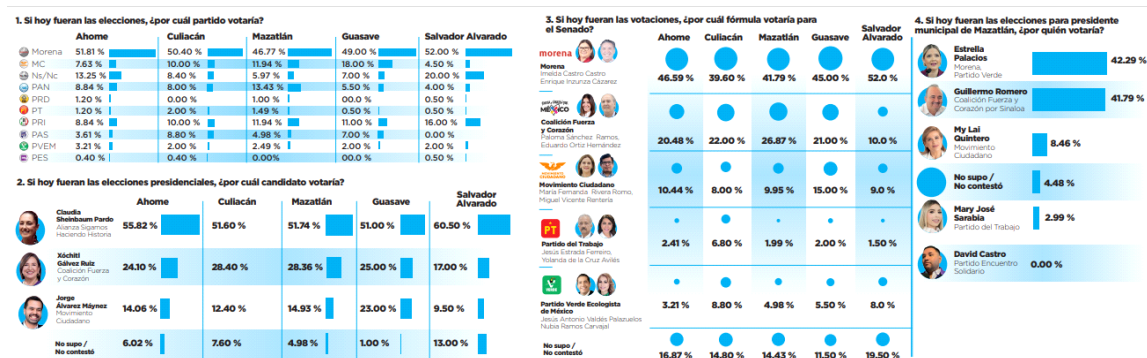 1. Si hoy fueran las elecciones, ¿por cuál partido votaría?
Ahome Culiacán Mazatlán Guasave Salvador Alvarado
Morena 51.81 % 50.40 % 46.77 % 49.00 % 52.00 %
MC 7.63 % 10.00 % 11.94 % 18.00 % 4.50 %
Ns/Nc 13.25 % 8.40 % 5.97 % 7.00 % 20.00 %
PAN 8.84 % 8.00 % 13.43 % 5.50 % 4.00 %
PRD 1.20 % 0.00 % 1.00 % 00.0 % 0.50 %
PT 1.20 % 2.00 % 1.49 % 0.50 % 0.50 %
PRI 8.84 % 10.00 % 11.94 % 11.00 % 16.00 %
PAS 3.61 % 8.80 % 4.98 % 7.00 % 0.00 %
PVEM 3.21 % 2.00 % 2.49 % 2.00 % 2.00 %
PES 0.40 % 0.40 % 0.00% 00.0 % 0.50 %
2. Si hoy fueran las elecciones presidenciales, ¿por cuál candidato votaría?
Ahome Culiacán Mazatlán Guasave Salvador
Alvarado
Claudia
Sheinbaum Pardo
Alianza Sigamos
Haciendo Historia
55.82 % 51.60 % 51.74 % 51.00 % 60.50 %
Xóchitl
Gálvez Ruiz
Coalición Fuerza
y Corazón
24.10 % 28.40 % 28.36 % 25.00 % 17.00 %
Jorge
Álvarez Máynez
Movimiento
Ciudadano
14.06 % 12.40 % 14.93 % 23.00 % 9.50 %
No supo /
No contestó
6.02 % 7.60 % 4.98 % 1.00 % 13.00 %
3. Si hoy fueran las votaciones, ¿por cuál fórmula votaría para
el Senado?
Ahome Culiacán Mazatlán Guasave Salvador
Alvarado
morena
Morena
Imelda Castro Castro
Enrique Inzunza Cázarez
46.59 % 39.60 % 41.79 % 45.00 % 52.0 %
MÉXICO
Coalición Fuerza
y Corazón
Paloma Sánchez Ramos,
Eduardo Ortiz Hernández
20.48 % 22.00 % 26.87 % 21.00 % 10.0 %
Movimiento Ciudadano
María Fernanda Rivera Romo,
Miguel Vicente Rentería
10.44 % 8.00 % 9.95 % 15.00 % 9.0 %
PT
Partido del Trabajo
Jesús Estrada Ferreiro,
Yolanda de la Cruz Avilés
2.41 % 6.80 % 1.99 % 2.00 % 1.50 %
Partido Verde Ecologista
de México
Jesús Antonio Valdés Palazuelos
Nubia Ramos Carvajal
3.21 % 8.80 % 4.98 % 5.50 % 8.0 %
No supo /
No contestó
16.87 % 14.80 % 14.43 % 11.50 % 19.50 %
4. Si hoy fueran las elecciones para presidente
municipal de Mazatlán, ¿por quién votaría?
Estrella
Palacios
Morena,
Partido Verde
42.29 %
Guillermo Romero
Coalición Fuerza y
Corazón por Sinaloa
41.79 %
My Lai
Quintero
Movimiento
Ciudadano
8.46 %
No supo /
No contestó
4.48 %
Mary José
Sarabia
Partido del Trabajo
2.99 %
David Castro
Partido Encuentro
Solidario
0.00 %